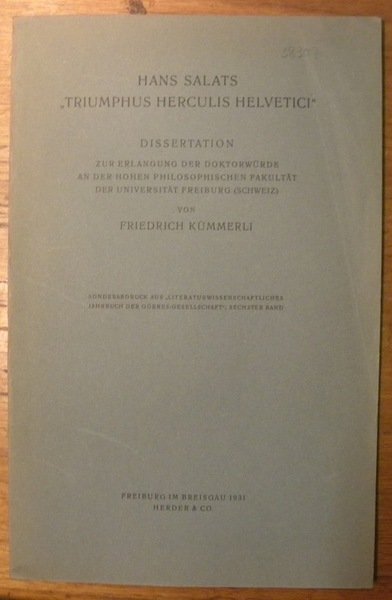 HANS SALATS
„TRIUMPHUS HERCULIS HELVETICI“
DISSERTATION
ZUR ERLANGUNG DER DOKTORWÜRDE
AN DER HOHEN PHILOSOPHISCHEN FAKULTÄT
DER UNIVERSITÄT FREIBURG (SCHWEIZ)
VON
FRIEDRICH KÜMMERLI
SONDERABDRUCK AUS „LITERATURWISSENSCHAFTLICHES
JAHRBUCH DER GÖRRES-GESELLSCHAFT“, SECHSTER BAND
FREIBURG IM BREISGAU 1931
HERDER & CO.